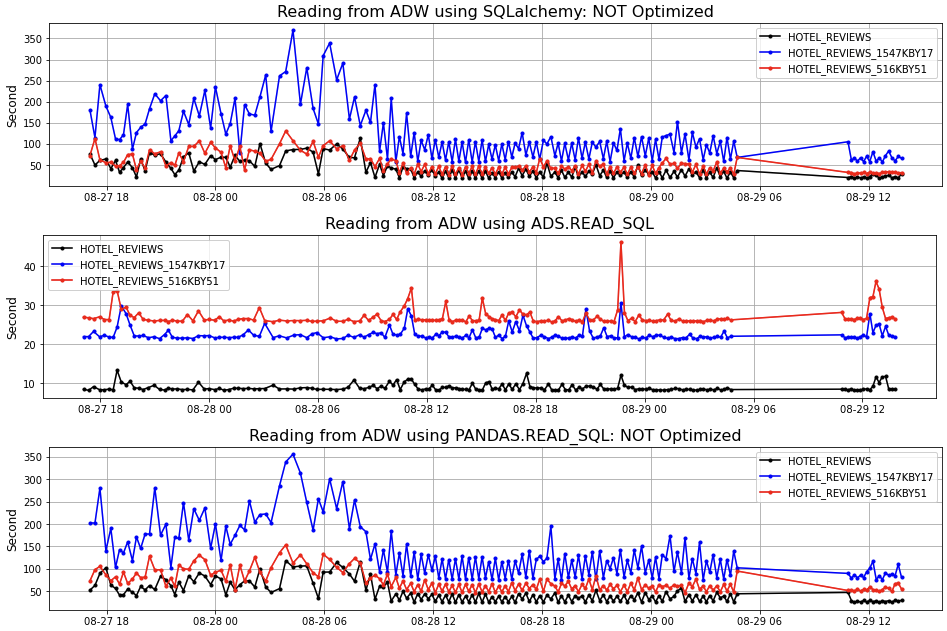 Reading from ADW using SQLalchemy: NOT Optimized
Second
350
300
250
200
150
100
50
HOTEL_REVIEWS
HOTEL_REVIEWS_1547KBY17
HOTEL_REVIEWS_516KBY51
08-27 18 08-28 00 08-28 06 08-28 12 08-28 18 08-29 00 08-29 06 08-29 12
Reading from ADW using ADS.READ_SQL
Second
40
30
20
10
HOTEL_REVIEWS
HOTEL_REVIEWS_1547KBY17
HOTEL_REVIEWS_516KBY51
08-27 18 08-28 00 08-28 06 08-28 12 08-28 18 08-29 00 08-29 06 08-29 12
Reading from ADW using PANDAS.READ_SQL: NOT Optimized
Second
350
300
250
200
150
100
50
HOTEL_REVIEWS
HOTEL_REVIEWS_1547KBY17
HOTEL_REVIEWS_516KBY51
08-27 18 08-28 00 08-28 06 08-28 12 08-28 18 08-29 00 08-29 06 08-29 12